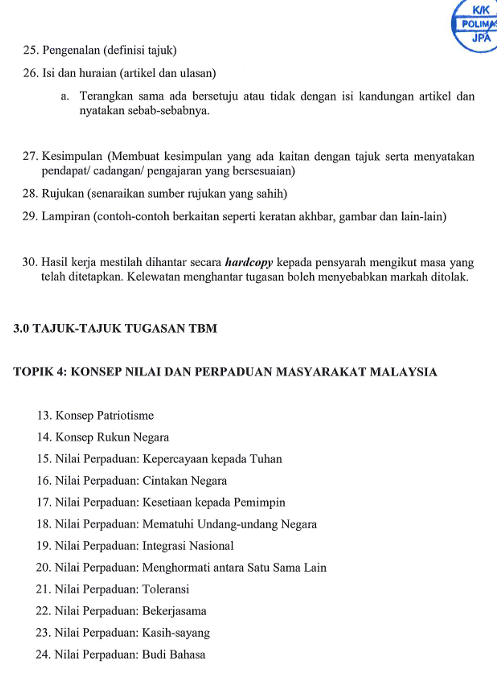 K/K
POLIMAS
JPA
25. Pengenalan (definisi tajuk)
26. Isi dan huraian (artikel dan ulasan)
a. Terangkan sama ada bersetuju atau tidak dengan isi kandungan artikel dan
nyatakan sebab-sebabnya.
27. Kesimpulan (Membuat kesimpulan yang ada kaitan dengan tajuk serta menyatakan
pendapat/ cadangan/ pengajaran yang bersesuaian)
28. Rujukan (senaraikan sumber rujukan yang sahih)
29. Lampiran (contoh-contoh berkaitan seperti keratan akhbar, gambar dan lain-lain)
30. Hasil kerja mestilah dihantar secara hardcopy kepada pensyarah mengikut masa yang
telah ditetapkan. Kelewatan menghantar tugasan boleh menyebabkan markah ditolak.
3.0 TAJUK-TAJUK TUGASAN TBM
TOPIK 4: KONSEP NILAI DAN PERPADUAN MASYARAKAT MALAYSIA
13. Konsep Patriotisme
14. Konsep Rukun Negara
15. Nilai Perpaduan: Kepercayaan kepada Tuhan
16. Nilai Perpaduan: Cintakan Negara
17. Nilai Perpaduan: Kesetiaan kepada Pemimpin
18. Nilai Perpaduan: Mematuhi Undang-undang Negara
19. Nilai Perpaduan: Integrasi Nasional
20. Nilai Perpaduan: Menghormati antara Satu Sama Lain
21. Nilai Perpaduan: Toleransi
22. Nilai Perpaduan: Bekerjasama
23. Nilai Perpaduan: Kasih-sayang
24. Nilai Perpaduan: Budi Bahasa